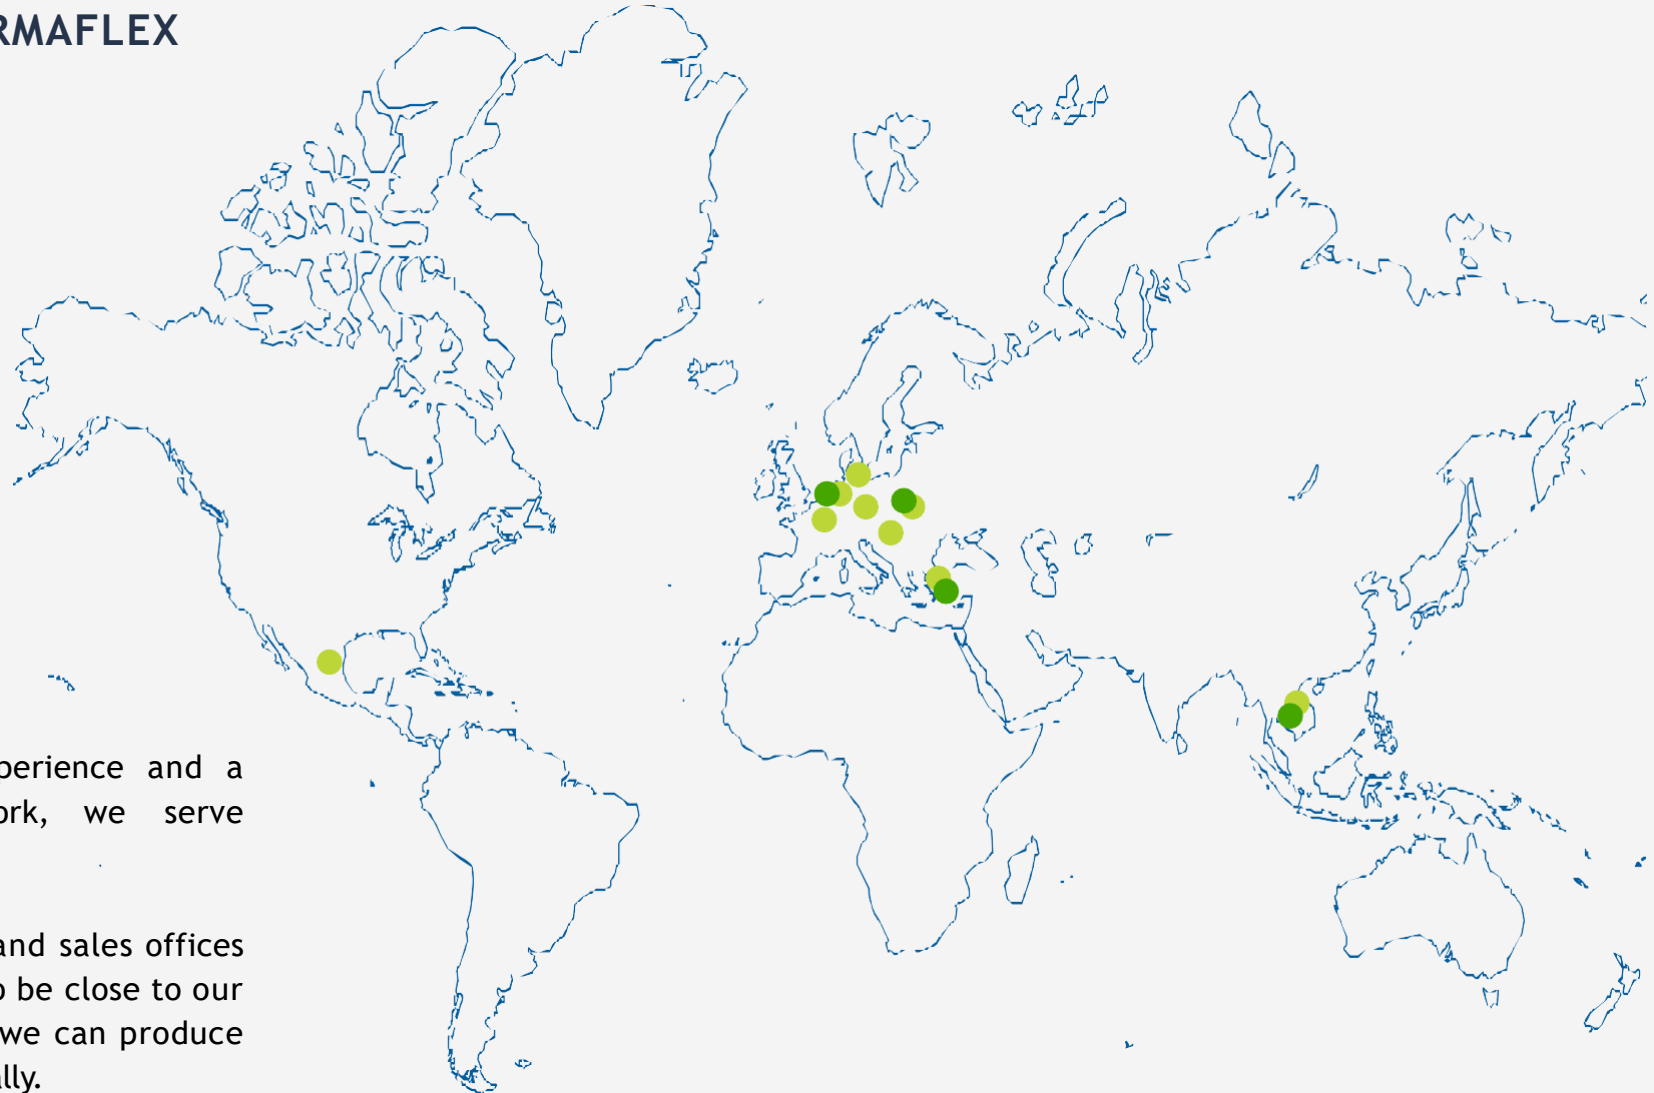 RMAFLEX
perience and a
ork, we serve
and sales offices
o be close to our
we can produce
lly.